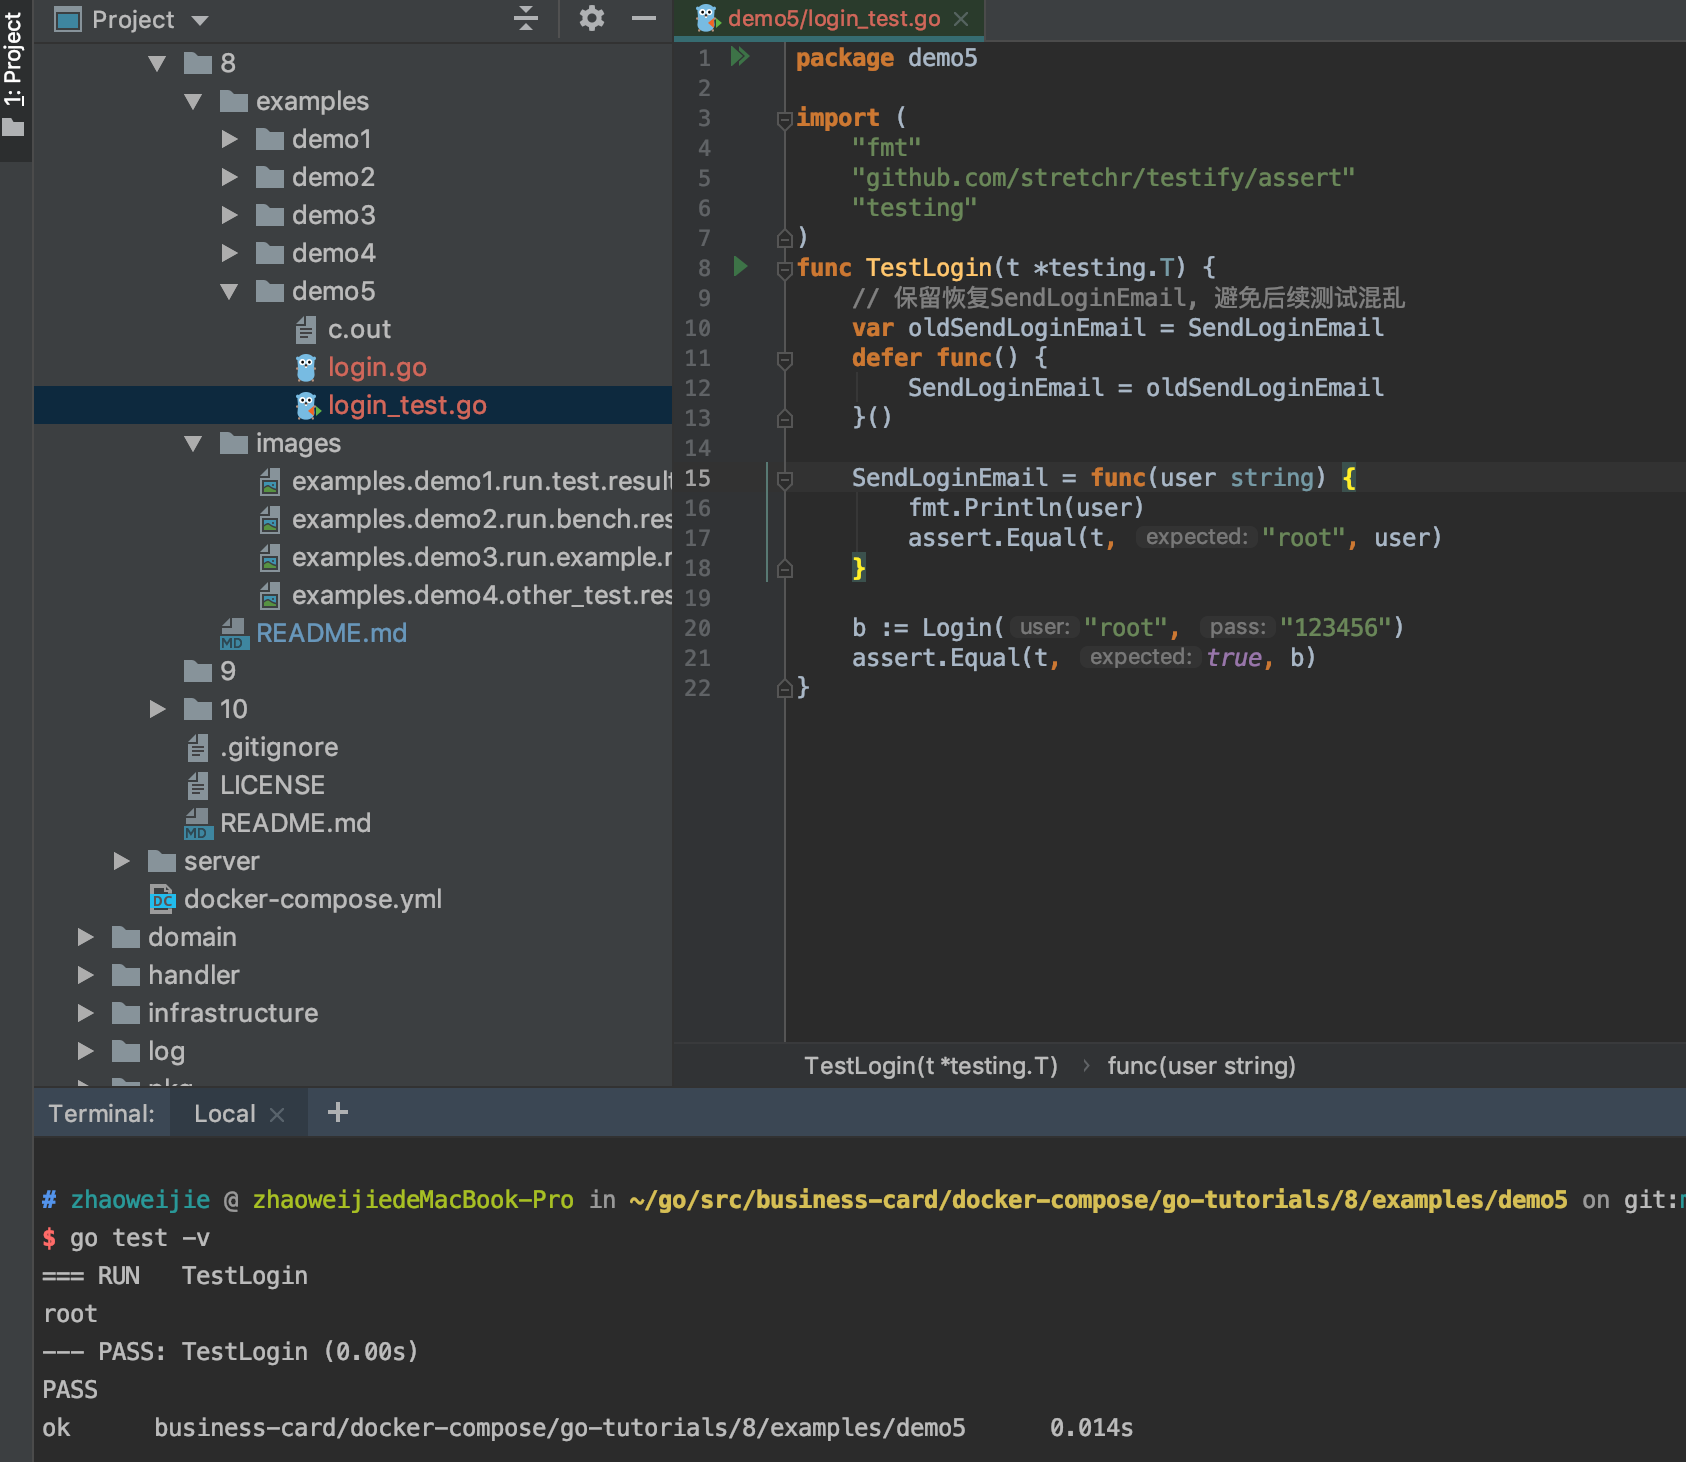 1: Project
Project
8
examples
demo1
demo2
demo3
demo4
demo5
c.out
login.go
login_test.go
images
examples.demo1.run.test.result
examples.demo2.run.bench.res
examples.demo3.run.example.r
examples.demo4.other_test.res
MD README.md
9
10
.gitignore
LICENSE
MD README.md
server
DC docker-compose.yml
domain
handler
infrastructure
log
pkg
demo5/login_test.go
1 package demo5
2
3 import (
4 "fmt"
5 "github.com/stretchr/testify/assert"
6 "testing"
7 )
8 func TestLogin(t *testing.T) {
9 // 保留恢复SendLoginEmail, 避免后续测试混乱
10 var oldSendLoginEmail = SendLoginEmail
11 defer func() {
12 SendLoginEmail = oldSendLoginEmail
13 }()
14
15 SendLoginEmail = func(user string) {
16 fmt.Println(user)
17 assert.Equal(t, expected: "root", user)
18 }
19
20 b := Login( user: "root", pass: "123456")
21 assert.Equal(t, expected: true, b)
22 }
TestLogin(t *testing.T) › func(user string)
Terminal: Local +
# zhaoweijie @ zhaoweijiedeMacBook-Pro in ~/go/src/business-card/docker-compose/go-tutorials/8/examples/demo5 on git:
$ go test -v
=== RUN TestLogin
root
--- PASS: TestLogin (0.00s)
PASS
ok business-card/docker-compose/go-tutorials/8/examples/demo5 0.014s